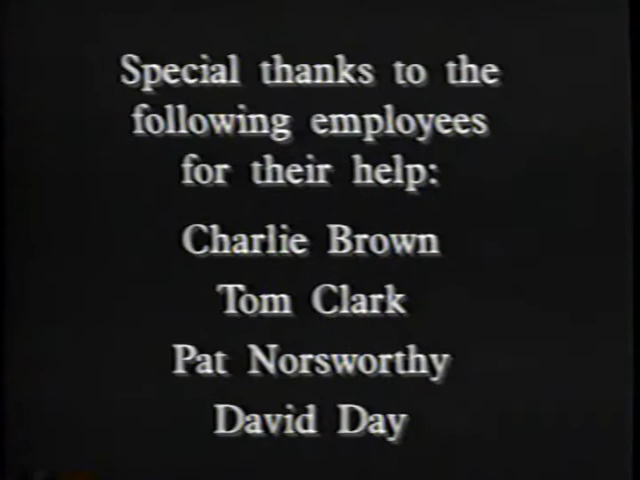 Special thanks to the
following employees
for their help:
Charlie Brown
Tom Clark
Pat Norsworthy
David Day